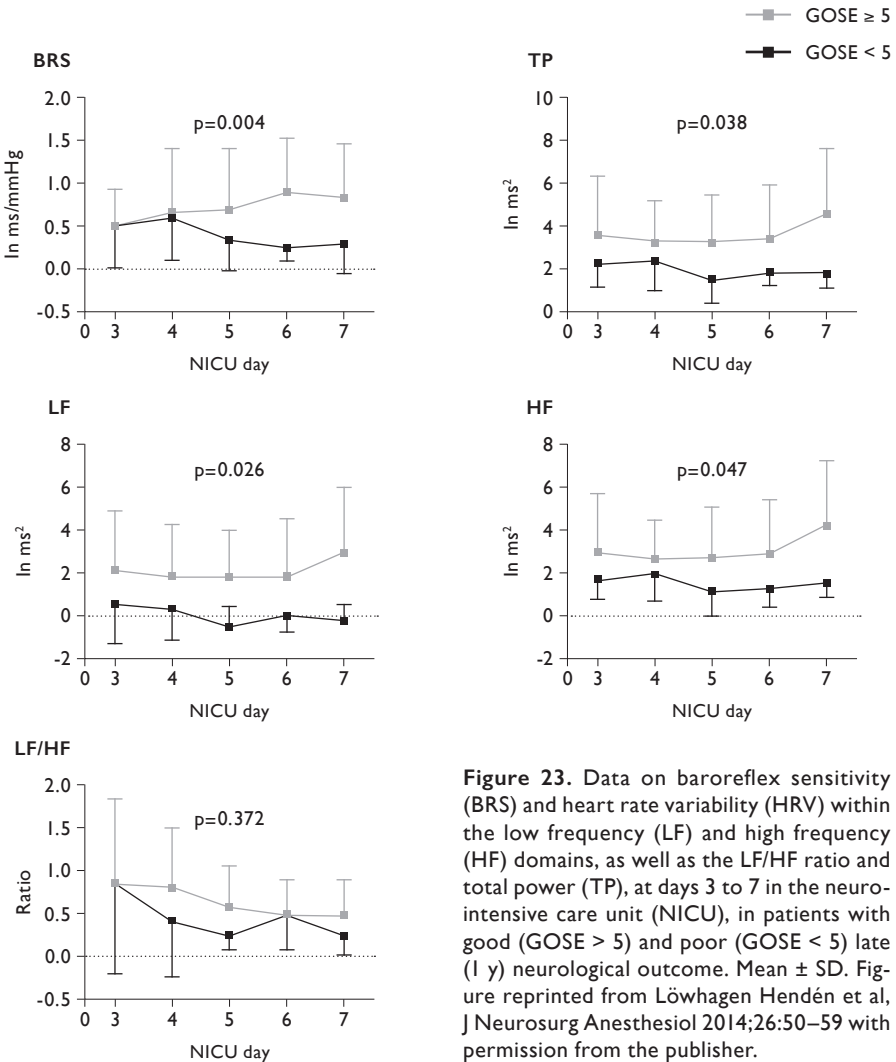 GOSE ≥ 5
GOSE < 5
BRS
2.0
1.5
1.0
0.5
0.0
-0.5
ln ms/mmHg
p=0.004
0 3 4 5 6 7
NICU day
TP
10
8
6
4
2
0
ln ms²
p=0.038
0 3 4 5 6 7
NICU day
LF
8
6
4
2
0
-2
ln ms²
p=0.026
0 3 4 5 6 7
NICU day
HF
8
6
4
2
0
-2
ln ms²
p=0.047
0 3 4 5 6 7
NICU day
LF/HF
2.0
1.5
1.0
0.5
0.0
-0.5
Ratio
p=0.372
0 3 4 5 6 7
NICU day
Figure 23. Data on baroreflex sensitivity
(BRS) and heart rate variability (HRV) within
the low frequency (LF) and high frequency
(HF) domains, as well as the LF/HF ratio and
total power (TP), at days 3 to 7 in the neuro-
intensive care unit (NICU), in patients with
good (GOSE > 5) and poor (GOSE < 5) late
(1 y) neurological outcome. Mean ± SD. Fig-
ure reprinted from Löwhagen Hendén et al,
J Neurosurg Anesthesiol 2014;26:50–59 with
permission from the publisher.